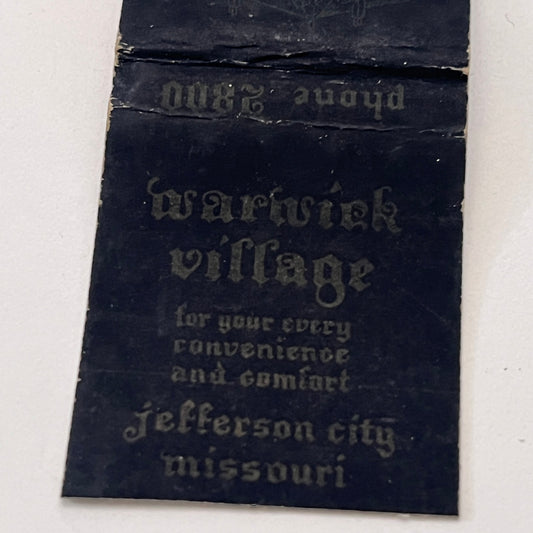 phone 2800
warwick
village
for your every
convenience
and comfort
jefferson city
missouri